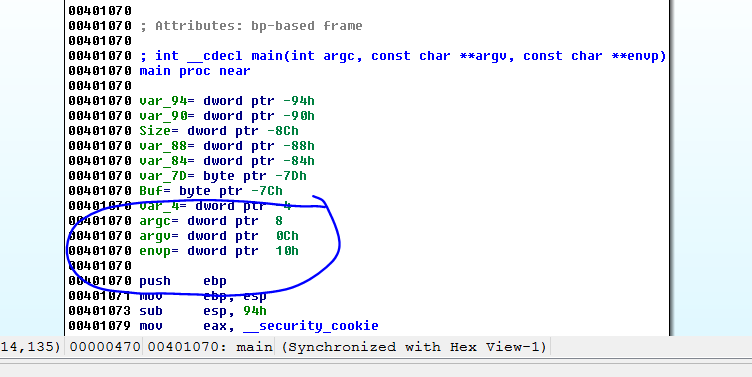 00401070
00401070 ; Attributes: bp-based frame
00401070
00401070 ; int __cdecl main(int argc, const char **argv, const char **envp)
00401070 main proc near
00401070
00401070 var_94= dword ptr -94h
00401070 var_90= dword ptr -90h
00401070 Size= dword ptr -8Ch
00401070 var_88= dword ptr -88h
00401070 var_84= dword ptr -84h
00401070 var_7D= byte ptr -7Dh
00401070 Buf= byte ptr -7Ch
00401070 var_4= dword ptr -4
00401070 argc= dword ptr 8
00401070 argv= dword ptr 0Ch
00401070 envp= dword ptr 10h
00401070
00401070 push ebp
00401071 mov ebp, esp
00401073 sub esp, 94h
00401079 mov eax, __security_cookie
14,135) 00000470 00401070: main (Synchronized with Hex View-1)